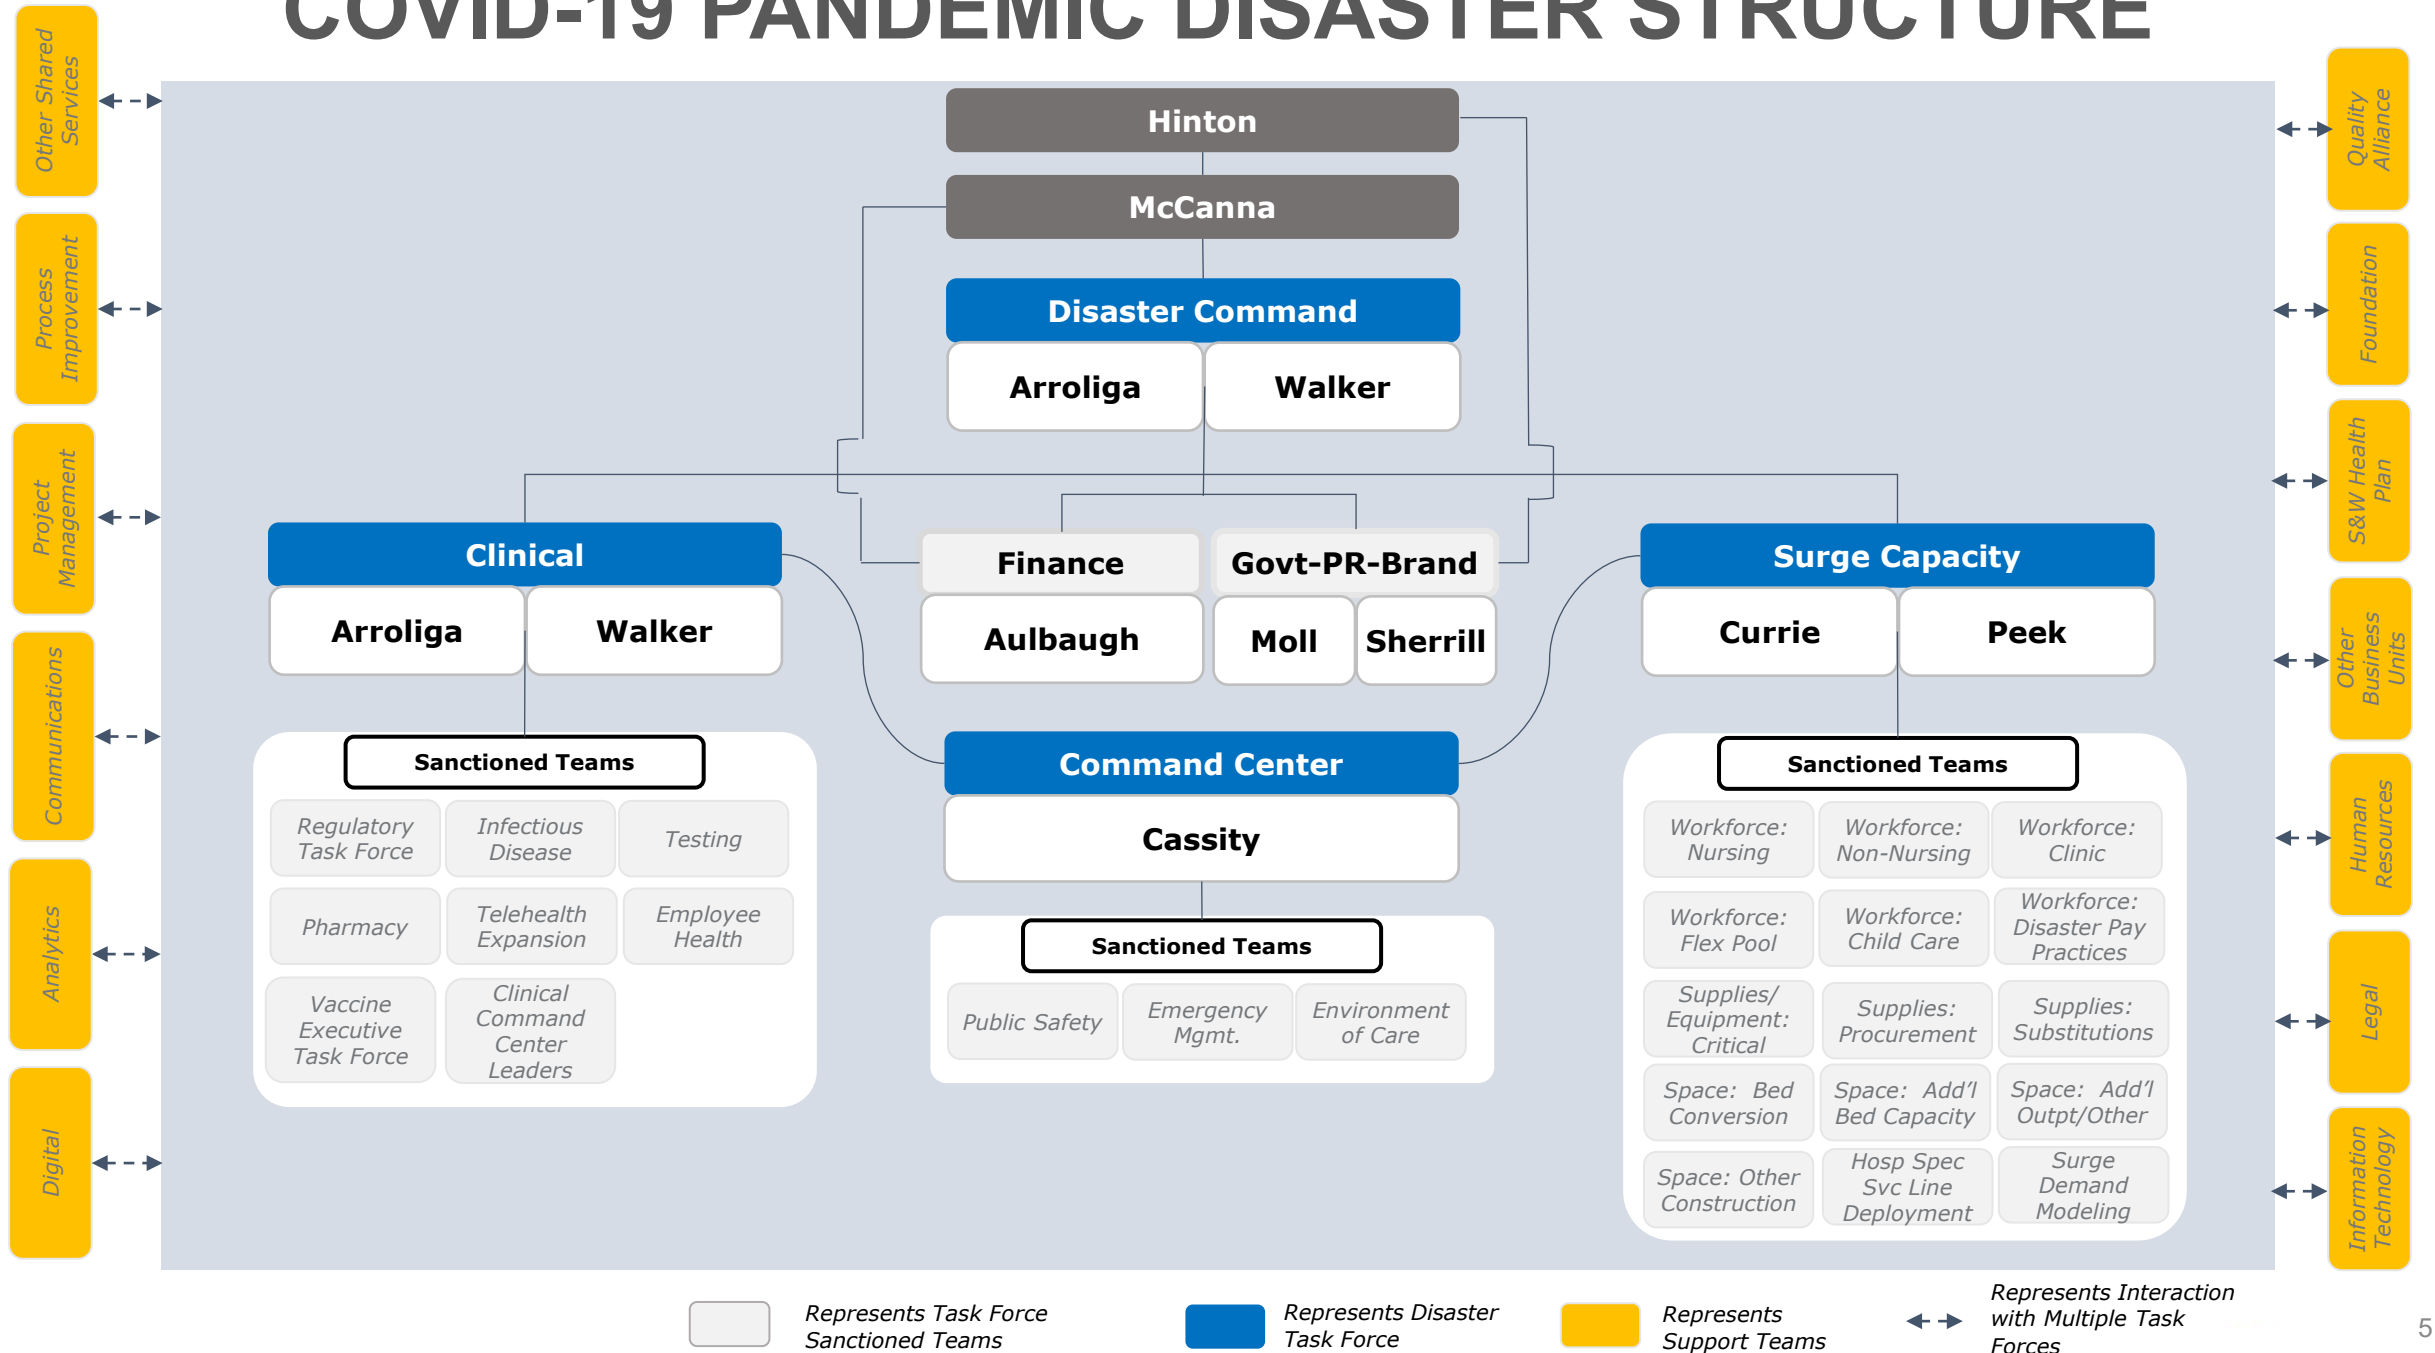 COVID-19 PANDEMIC DISASTER STRUCTURE
Other Shared
Services
Process
Improvement
Project
Management
Communications
Analytics
Digital
Hinton
McCanna
Disaster Command
Arroliga
Walker
Clinical
Arroliga
Walker
Finance
Aulbaugh
Govt-PR-Brand
Moll
Sherrill
Surge Capacity
Currie
Peek
Sanctioned Teams
Regulatory
Task Force
Infectious
Disease
Testing
Pharmacy
Telehealth
Expansion
Employee
Health
Vaccine
Executive
Task Force
Clinical
Command
Center
Leaders
Command Center
Cassity
Sanctioned Teams
Public Safety
Emergency
Mgmt.
Environment
of Care
Sanctioned Teams
Workforce:
Nursing
Workforce:
Non-Nursing
Workforce:
Clinic
Workforce:
Flex Pool
Workforce:
Child Care
Workforce:
Disaster Pay
Practices
Supplies/
Equipment:
Critical
Supplies:
Procurement
Supplies:
Substitutions
Space: Bed
Conversion
Space: Add'l
Bed Capacity
Space: Add'l
Outpt/Other
Space: Other
Construction
Hosp Spec
Svc Line
Deployment
Surge
Demand
Modeling
Quality
Alliance
Foundation
S&W Health
Plan
Other
Business
Units
Human
Resources
Legal
Information
Technology
Represents Task Force
Sanctioned Teams
Represents Disaster
Task Force
Represents
Support Teams
Represents Interaction
with Multiple Task
Forces
5